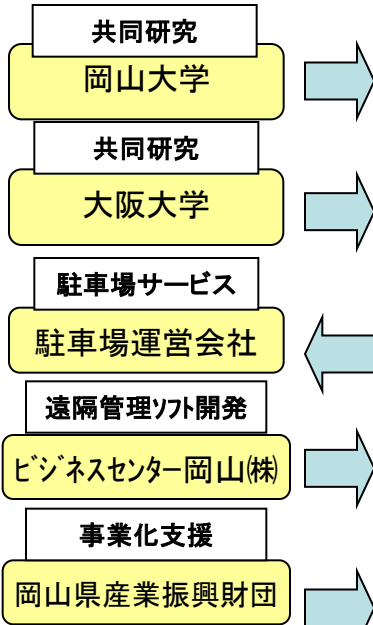 共同研究
岡山大学
共同研究
大阪大学
駐車場サービス
駐車場運営会社
遠隔管理ｿﾌﾄ開発
ﾋﾞｼﾞﾈｽセンター岡山㈱
事業化支援
岡山県産業振興財団